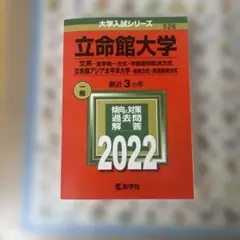 大学入試シリーズ
526
立命館大学
文系-全学統一方式・学部個別配点方式
立命館アジア太平洋大学-前期方式・英語重視方式
最近3カ年
一般
傾向と対策
過去問
解答
2022
教学社